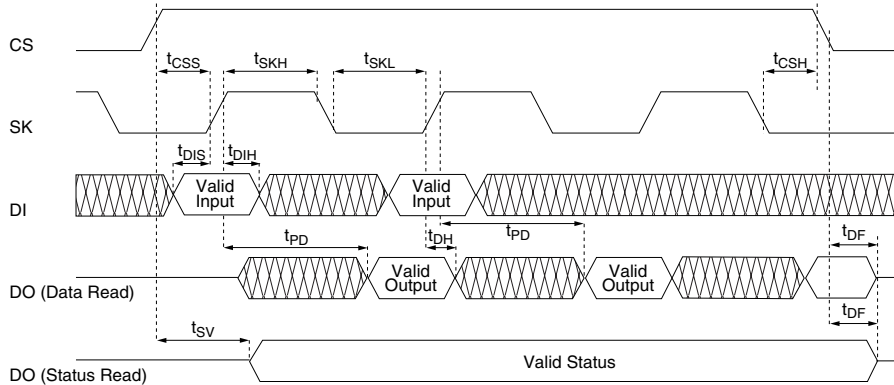 CS
tCSS
tSKH
tSKL
tCSH
SK
tDIS
tDIH
DI
Valid Input
Valid Input
tPD
tDH
tPD
tDF
DO (Data Read)
Valid Output
Valid Output
tDF
tSV
DO (Status Read)
Valid Status